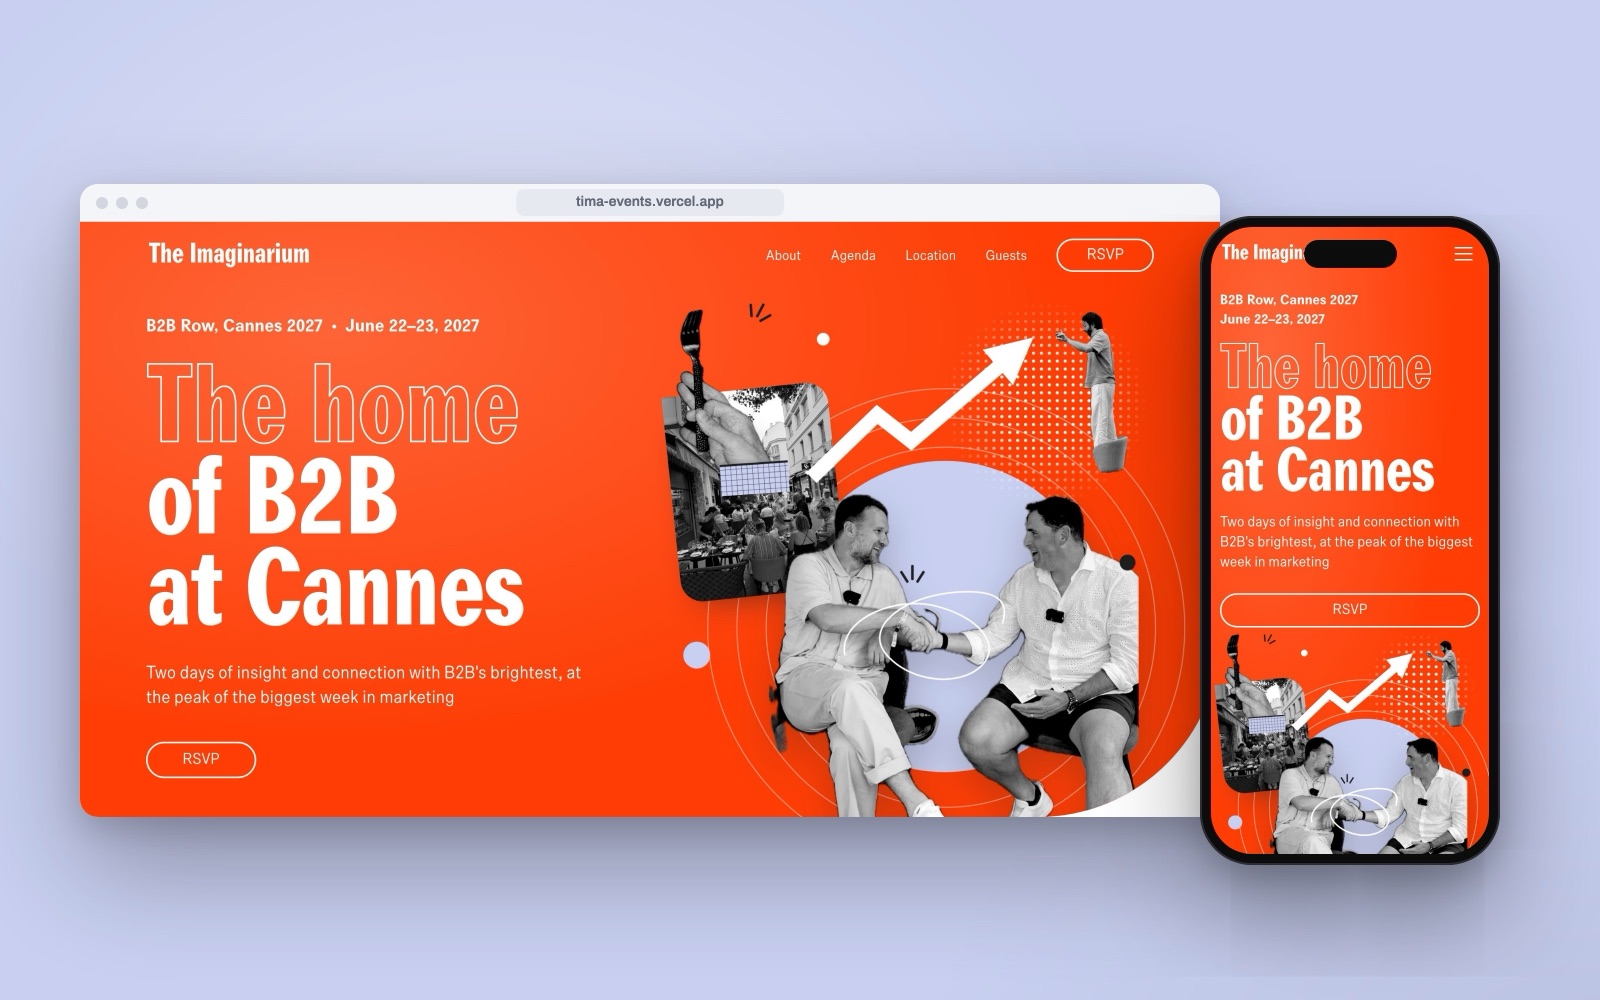 tima-events.vercel.app
The Imaginarium
About
Agenda
Location
Guests
RSVP
B2B Row, Cannes 2027 • June 22–23, 2027
The home
of B2B
at Cannes
Two days of insight and connection with B2B's brightest, at
the peak of the biggest week in marketing
RSVP
The Imagin
B2B Row, Cannes 2027
June 22–23, 2027
The home
of B2B
at Cannes
Two days of insight and connection with
B2B's brightest, at the peak of the biggest
week in marketing
RSVP